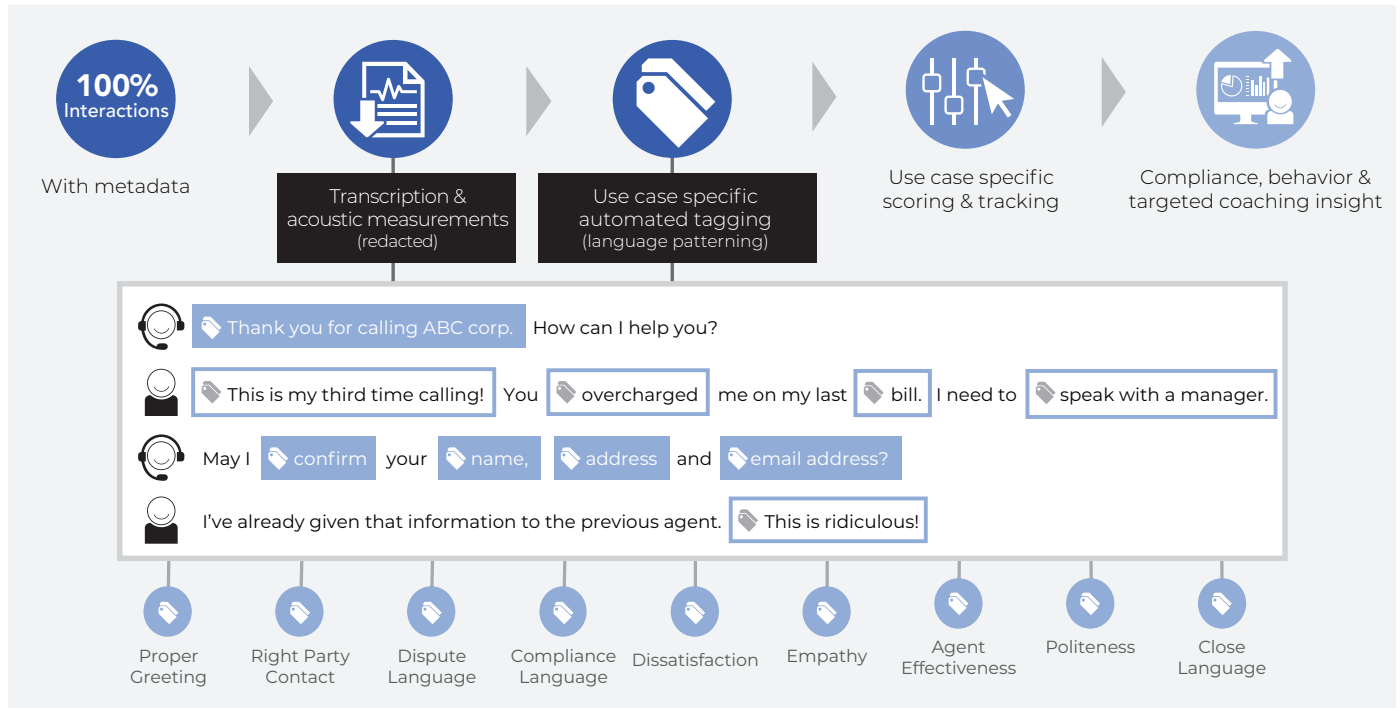 100%
Interactions
With metadata
Transcription &
acoustic measurements
(redacted)
Use case specific
automated tagging
(language patterning)
Use case specific
scoring & tracking
Compliance, behavior &
targeted coaching insight
Thank you for calling ABC corp. How can I help you?
This is my third time calling! You overcharged me on my last bill. I need to speak with a manager.
May I confirm your name, address and email address?
I've already given that information to the previous agent. This is ridiculous!
Proper
Greeting
Right Party
Contact
Dispute
Language
Compliance
Language
Dissatisfaction
Empathy
Agent
Effectiveness
Politeness
Close
Language